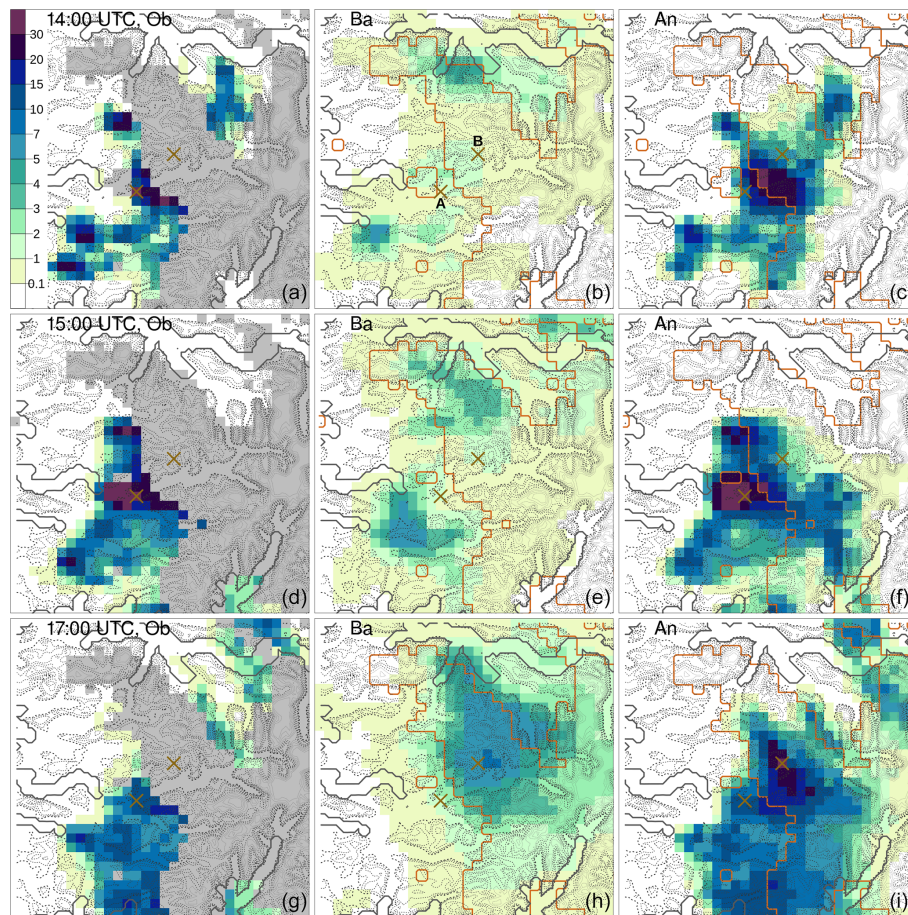 14:00 UTC, Ob
Ba
An
30
20
15
10
7
5
4
3
2
1
0.1
B
A
(a)
(b)
(c)
15:00 UTC, Ob
Ba
An
(d)
(e)
(f)
17:00 UTC, Ob
Ba
An
(g)
(h)
(i)